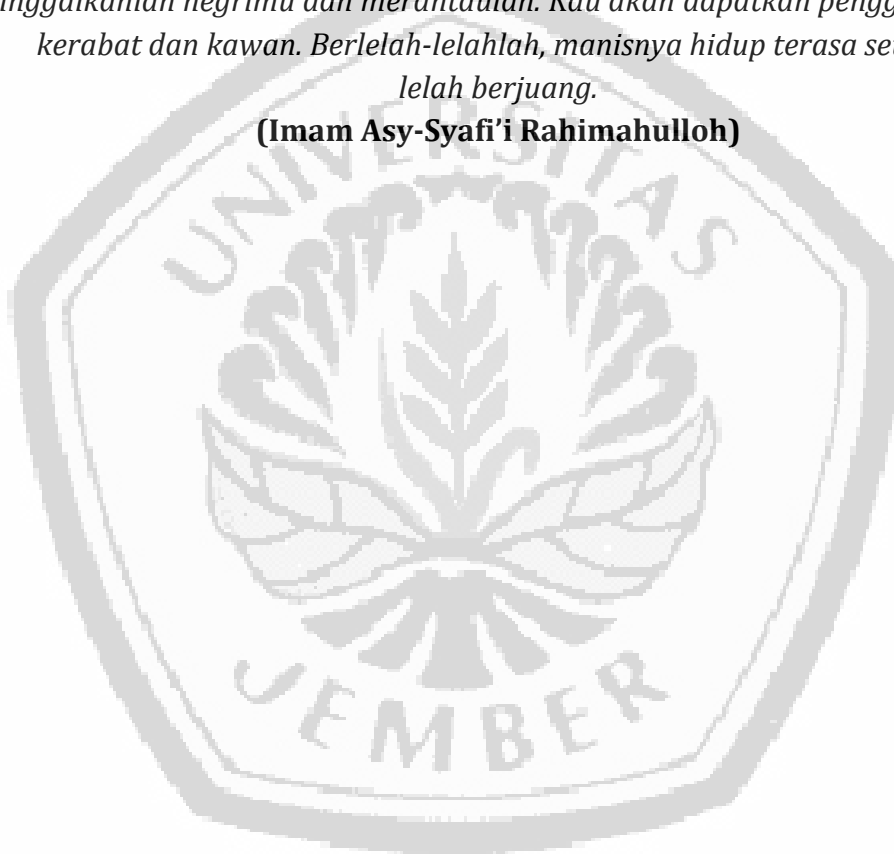 negrimu dan merantaulah. Kau akan dapatkan
kerabat dan kawan. Berlelah-lelahlah, manisnya hidup terasa
lelah berjuang.
(Imam Asy-Syafi’i Rahimahulloh)
UNIVERSITAS
JEMBER